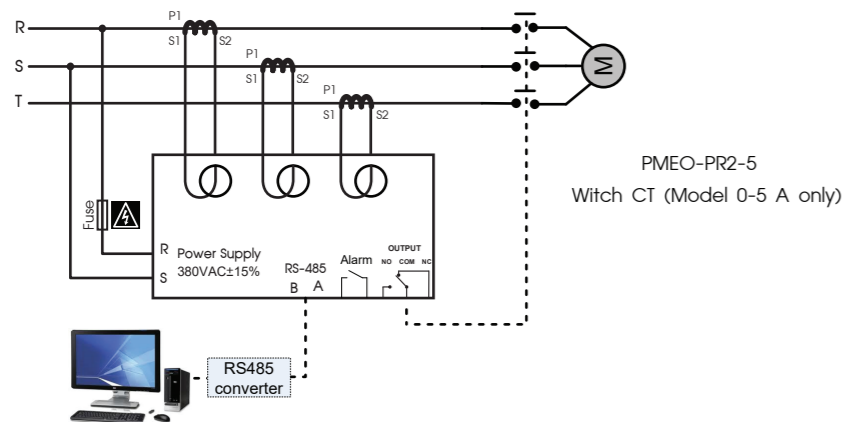 R
S
T
P1
S1 S2
P1
S1 S2
P1
S1 S2
M
Fuse
R
S
Power Supply
380VAC±15%
RS-485
B A
Alarm
OUTPUT
NO COM NC
RS485
converter
PMEO-PR2-5
Witch CT (Model 0-5 A only)